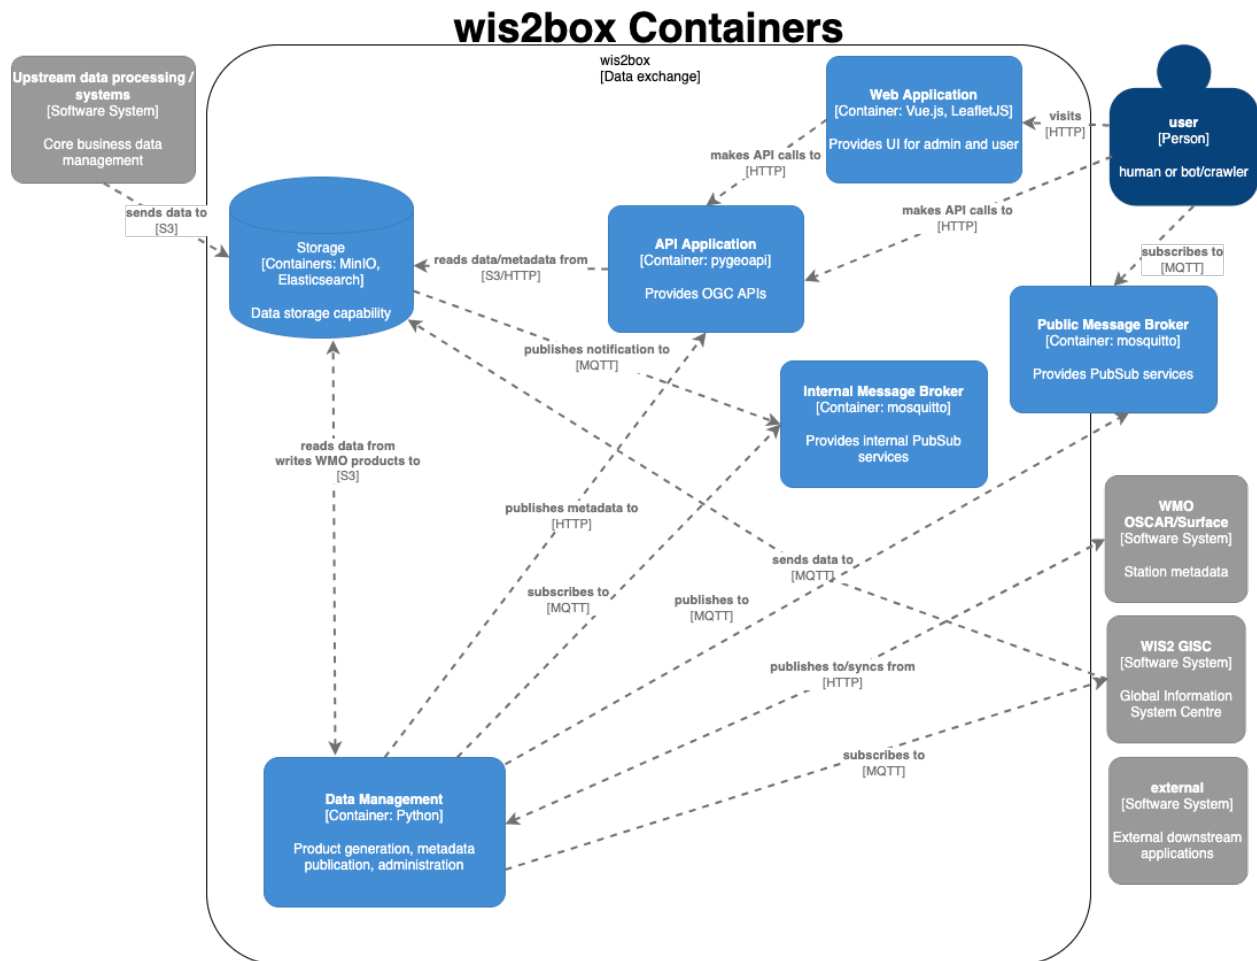 wis2box Containers
wis2box
[Data exchange]
Upstream data processing /
systems
[Software System]
Core business data
management
Web Application
[Container: Vue.js, LeafletJS]
Provides UI for admin and user
visits
[HTTP]
user
[Person]
human or bot/crawler
makes API calls to
[HTTP]
makes API calls to
[HTTP]
sends data to
[S3]
Storage
[Containers: MinIO,
Elasticsearch]
Data storage capability
reads data/metadata from
[S3/HTTP]
API Application
[Container: pygeoapi]
Provides OGC APIs
subscribes to
[MQTT]
Public Message Broker
[Container: mosquitto]
Provides PubSub services
publishes notification to
[MQTT]
Internal Message Broker
[Container: mosquitto]
Provides internal PubSub
services
reads data from
writes WMO products to
[S3]
publishes metadata to
[HTTP]
WMO
OSCAR/Surface
[Software System]
Station metadata
sends data to
[MQTT]
subscribes to
[MQTT]
publishes to
[MQTT]
publishes to/syncs from
[HTTP]
WIS2 GISC
[Software System]
Global Information
System Centre
subscribes to
[MQTT]
Data Management
[Container: Python]
Product generation, metadata
publication, administration
external
[Software System]
External downstream
applications